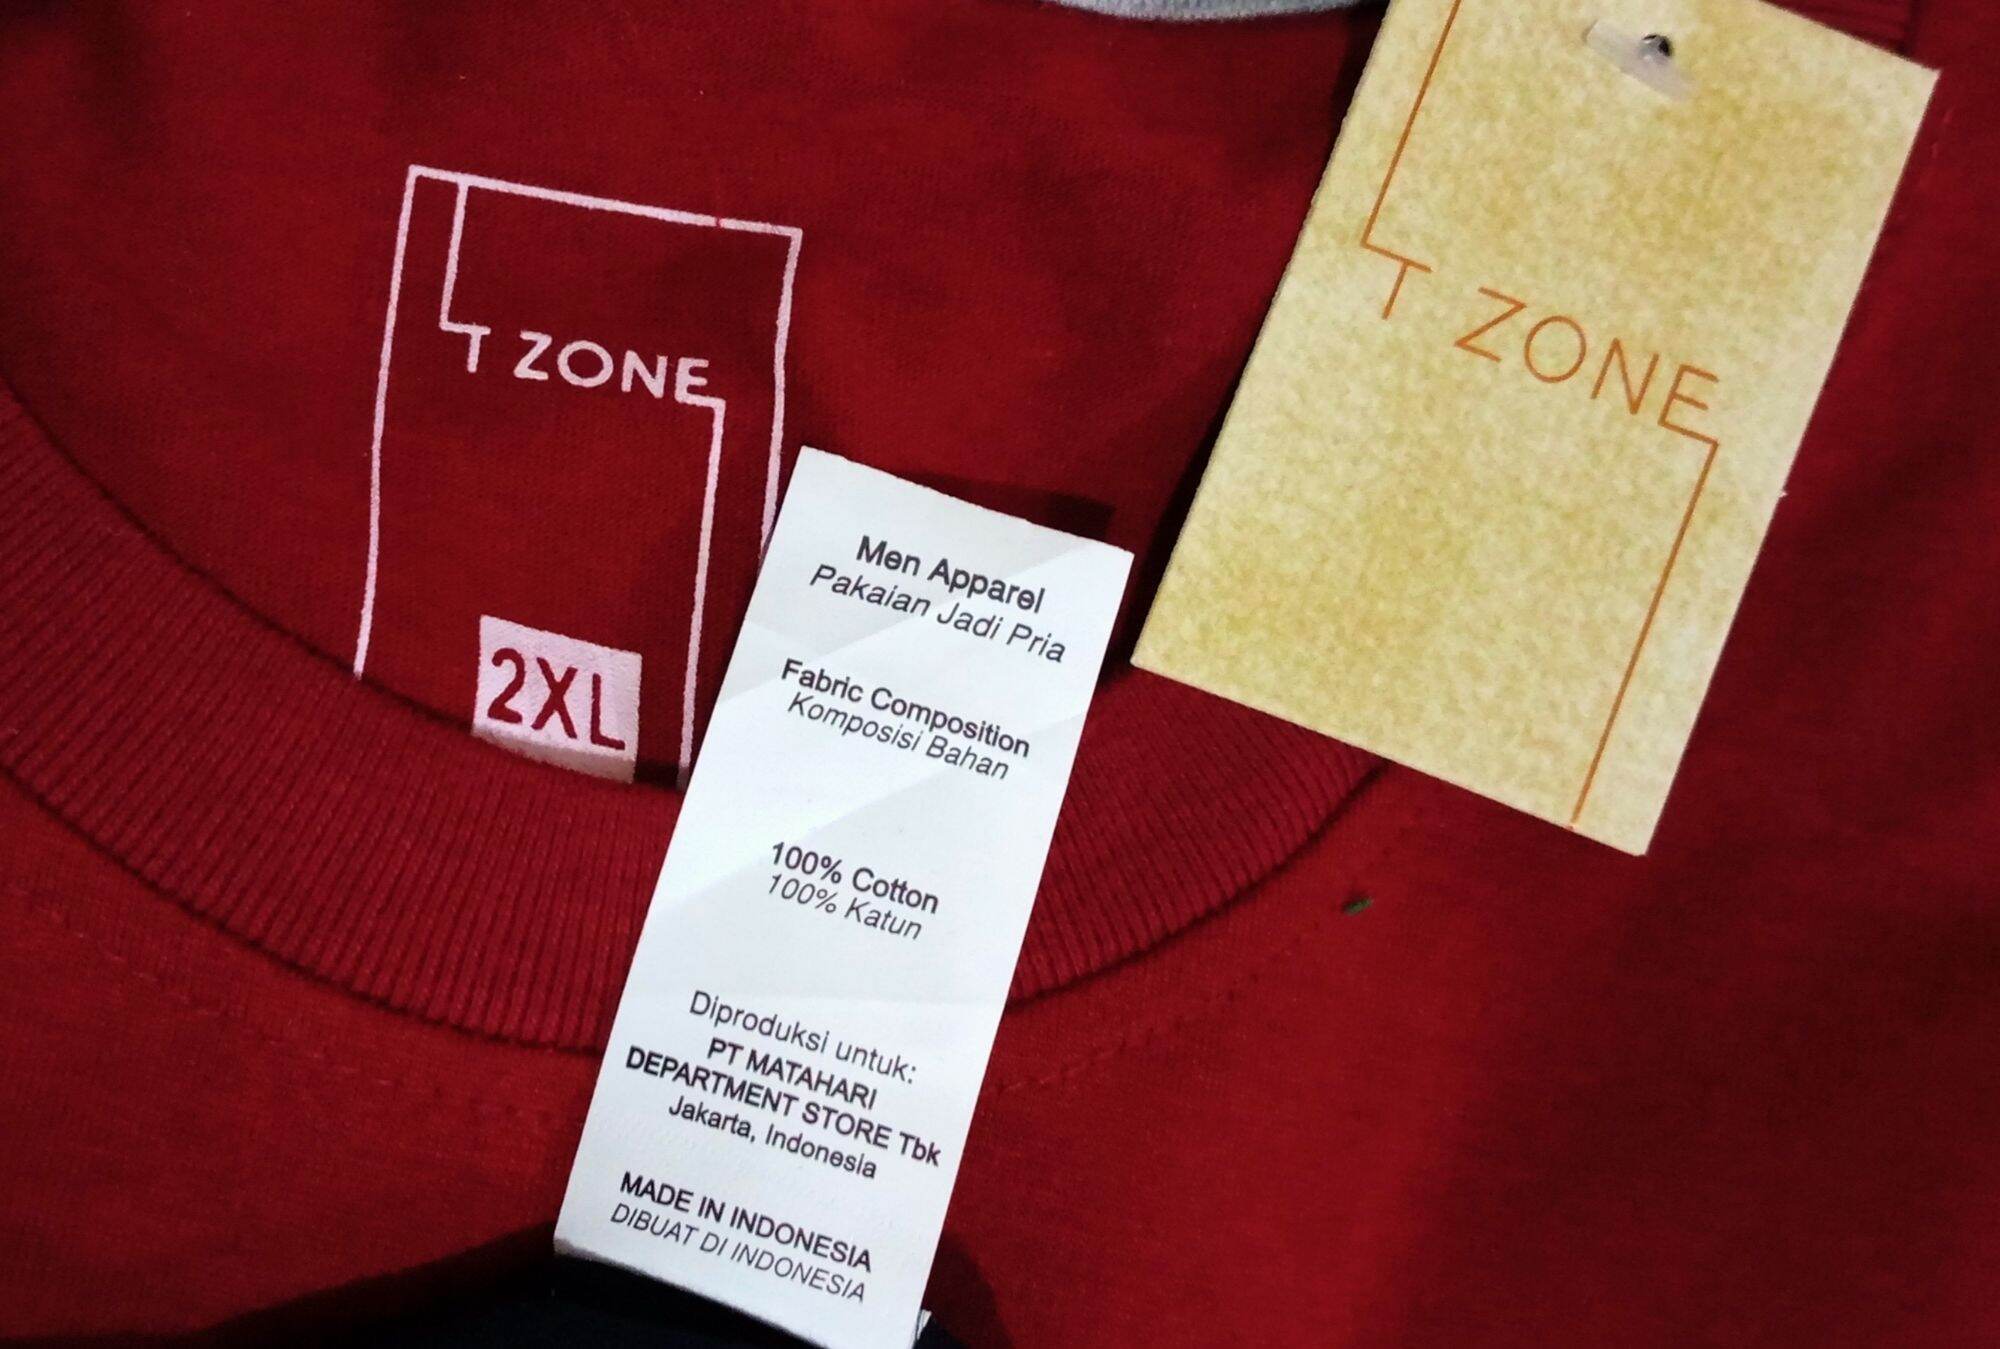 T ZONE
2XL
T ZONE
Men Apparel
Pakaian Jadi Pria
Fabric Composition
Komposisi Bahan
100% Cotton
100% Katun
Diproduksi untuk:
PT MATAHARI
DEPARTMENT STORE Tbk
Jakarta, Indonesia
MADE IN INDONESIA
DIBUAT DI INDONESIA